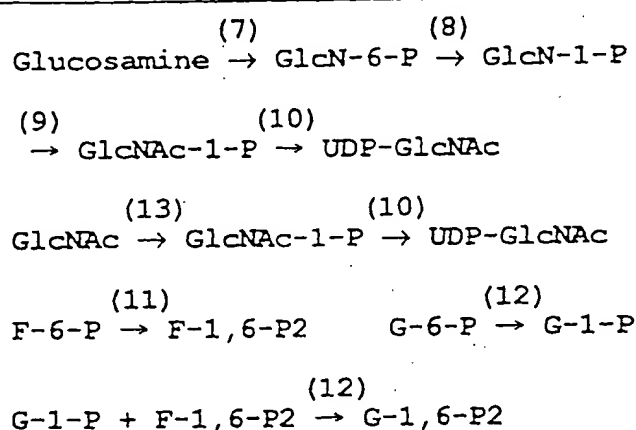 (7) (8)
Glucosamine → GlcN-6-P → GlcN-1-P
(9) (10)
→ GlcNAc-1-P → UDP-GlcNAc
(13) (10)
GlcNAc → GlcNAc-1-P → UDP-GlcNAc
(11) (12)
F-6-P → F-1,6-P2 G-6-P → G-1-P
(12)
G-1-P + F-1,6-P2 → G-1,6-P2